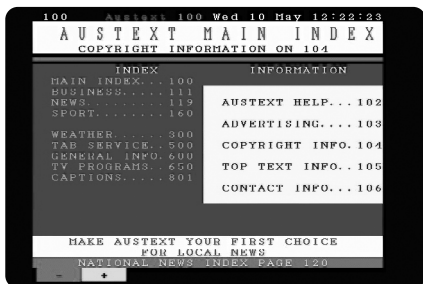 100 Austext 100 Wed 10 May 12:22:23
AUSTEXT MAIN INDEX
COPYRIGHT INFORMATION ON 104
INDEX
MAIN INDEX...100
BUSINESS.....111
NEWS.........119
SPORT........160
WEATHER......300
TAB SERVICE..500
GENERAL INFO.600
TV PROGRAMS..650
CAPTIONS.....801
INFORMATION
AUSTEXT HELP...102
ADVERTISING....103
COPYRIGHT INFO.104
TOP TEXT INFO..105
CONTACT INFO...106
MAKE AUSTEXT YOUR FIRST CHOICE
FOR LOCAL NEWS
NATIONAL NEWS INDEX PAGE 120
- +